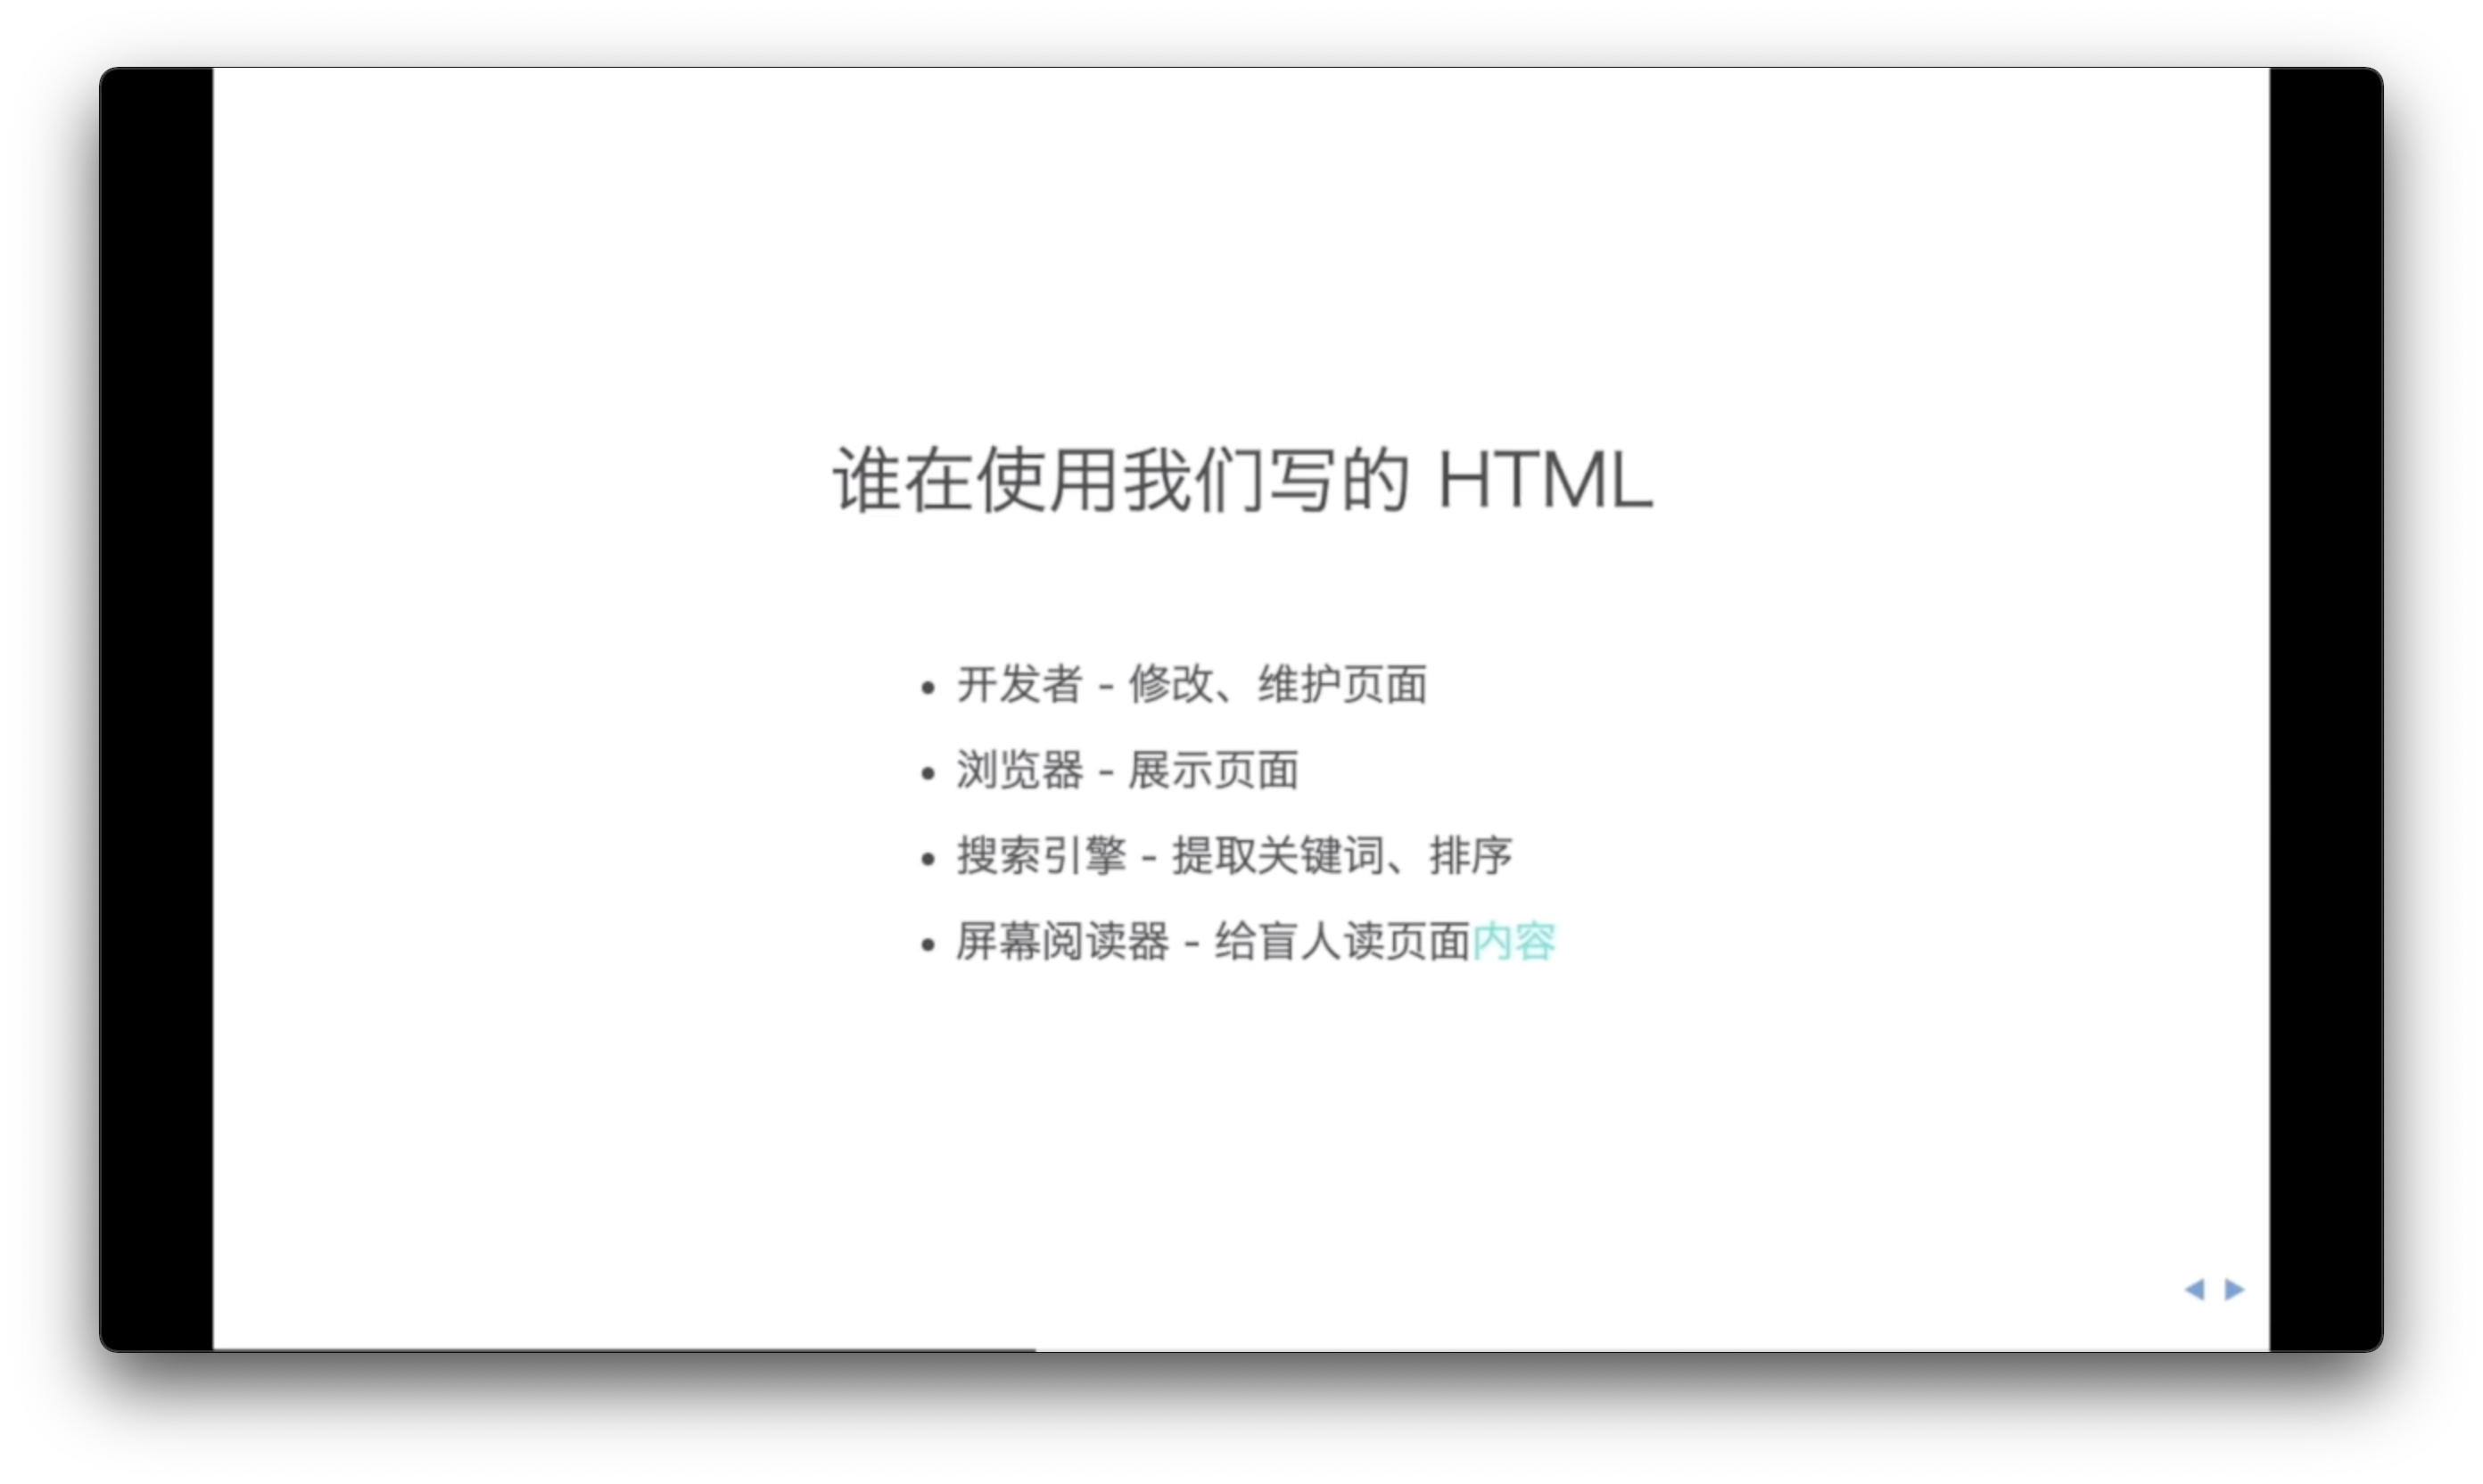 谁在使用我们写的 HTML
• 开发者 - 修改、维护页面
• 浏览器 - 展示页面
• 搜索引擎 - 提取关键词、排序
• 屏幕阅读器 - 给盲人读页面内容